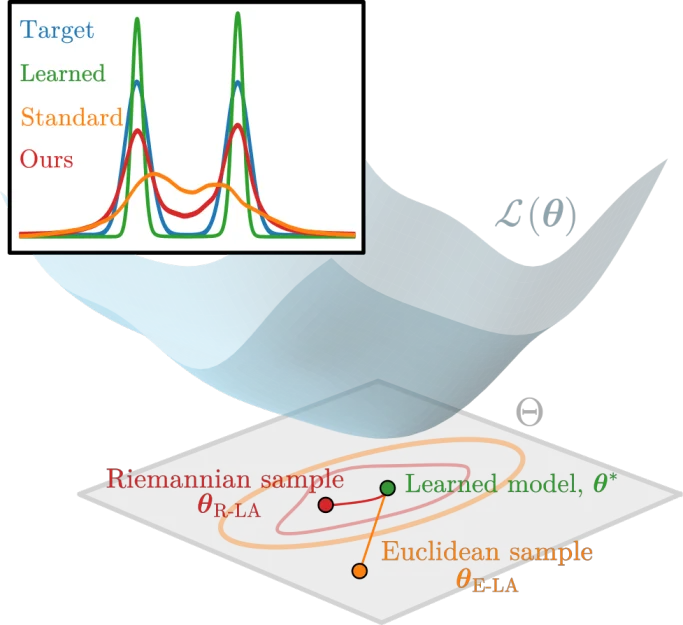 Target
Learned
Standard
Ours
𝓛(𝜽)
Θ
Riemannian sample
𝜽R-LA
Learned model, 𝜽*
Euclidean sample
𝜽E-LA